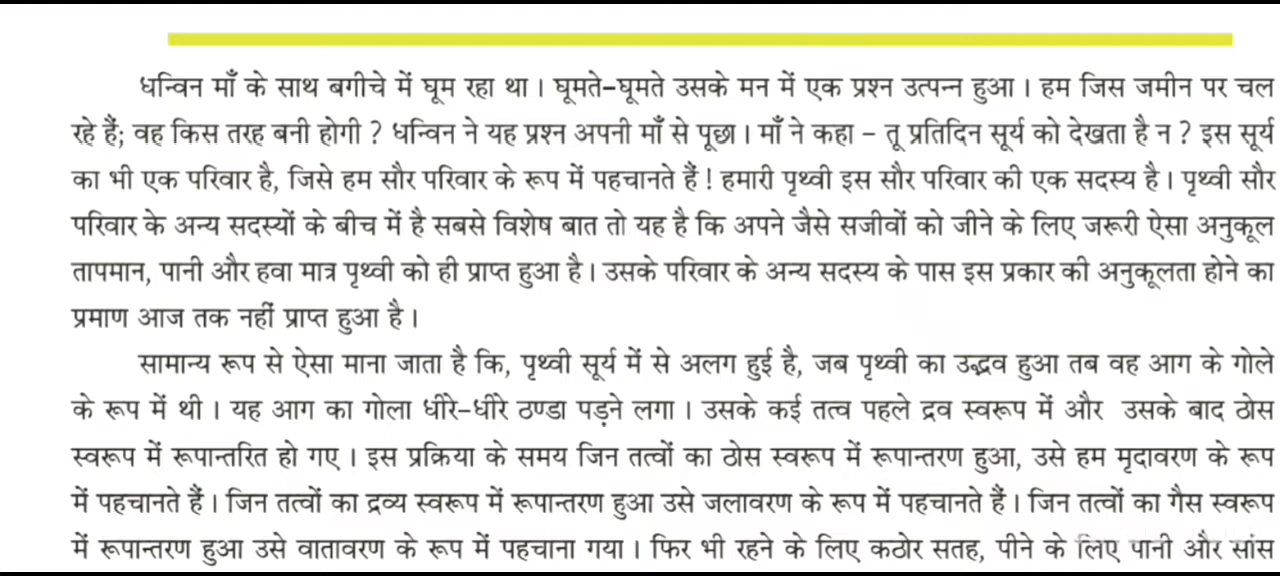 धन्विन माँ के साथ बगीचे में घूम रहा था । घूमते-घूमते उसके मन में एक प्रश्न उत्पन्न हुआ । हम जिस जमीन पर चल
रहे हैं; वह किस तरह बनी होगी ? धन्विन ने यह प्रश्न अपनी माँ से पूछा । माँ ने कहा – तू प्रतिदिन सूर्य को देखता है न ? इस सूर्य
का भी एक परिवार है, जिसे हम सौर परिवार के रूप में पहचानते हैं ! हमारी पृथ्वी इस सौर परिवार की एक सदस्य है । पृथ्वी सौर
परिवार के अन्य सदस्यों के बीच में है सबसे विशेष बात तो यह है कि अपने जैसे सजीवों को जीने के लिए जरूरी ऐसा अनुकूल
तापमान, पानी और हवा मात्र पृथ्वी को ही प्राप्त हुआ है । उसके परिवार के अन्य सदस्य के पास इस प्रकार की अनुकूलता होने का
प्रमाण आज तक नहीं प्राप्त हुआ है ।
सामान्य रूप से ऐसा माना जाता है कि, पृथ्वी सूर्य में से अलग हुई है, जब पृथ्वी का उद्भव हुआ तब वह आग के गोले
के रूप में थी । यह आग का गोला धीरे-धीरे ठण्डा पड़ने लगा । उसके कई तत्व पहले द्रव स्वरूप में और उसके बाद ठोस
स्वरूप में रूपान्तरित हो गए । इस प्रक्रिया के समय जिन तत्वों का ठोस स्वरूप में रूपान्तरण हुआ, उसे हम मृदावरण के रूप
में पहचानते हैं । जिन तत्वों का द्रव्य स्वरूप में रूपान्तरण हुआ उसे जलावरण के रूप में पहचानते हैं । जिन तत्वों का गैस स्वरूप
में रूपान्तरण हुआ उसे वातावरण के रूप में पहचाना गया । फिर भी रहने के लिए कठोर सतह, पीने के लिए पानी और सांस